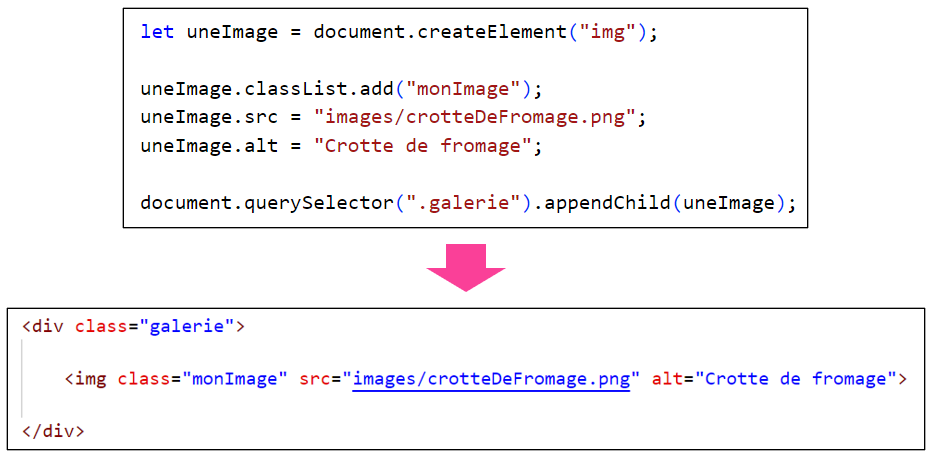 let uneImage = document.createElement("img");
uneImage.classList.add("monImage");
uneImage.src = "images/crotteDeFromage.png";
uneImage.alt = "Crotte de fromage";
document.querySelector(".galerie").appendChild(uneImage);
<div class="galerie">
<img class="monImage" src="images/crotteDeFromage.png" alt="Crotte de fromage">
</div>